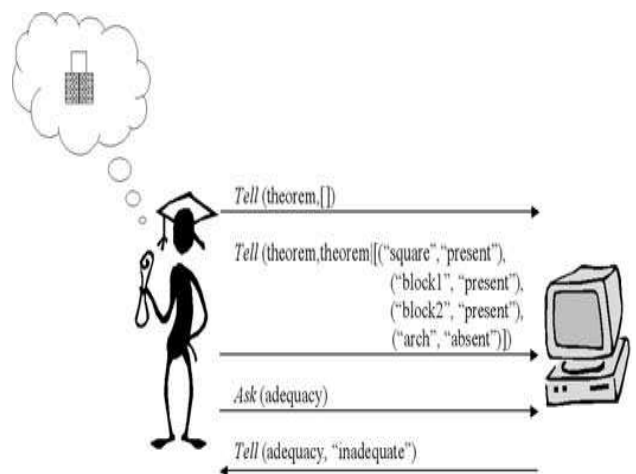 Tell (theorem,[])
Tell (theorem,theorem|[(“square”,“present”),
(“block1”, “present”),
(“block2”, “present”),
(“arch”, “absent”)])
Ask (adequacy)
Tell (adequacy, “inadequate”)